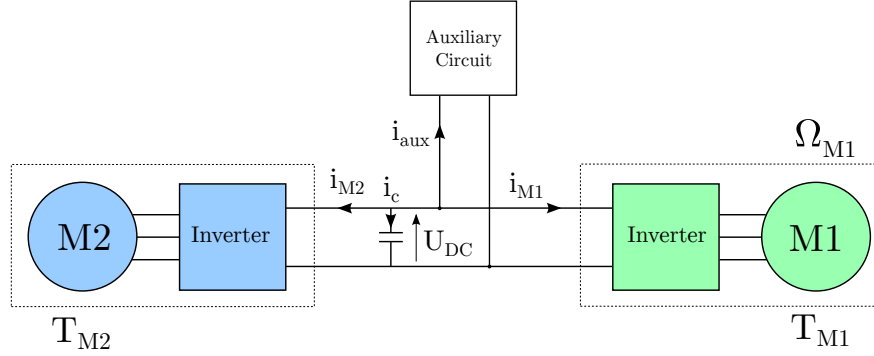 Auxiliary
Circuit
i_aux
Ω_M1
i_M2
i_c
i_M1
M2
Inverter
U_DC
Inverter
M1
T_M2
T_M1